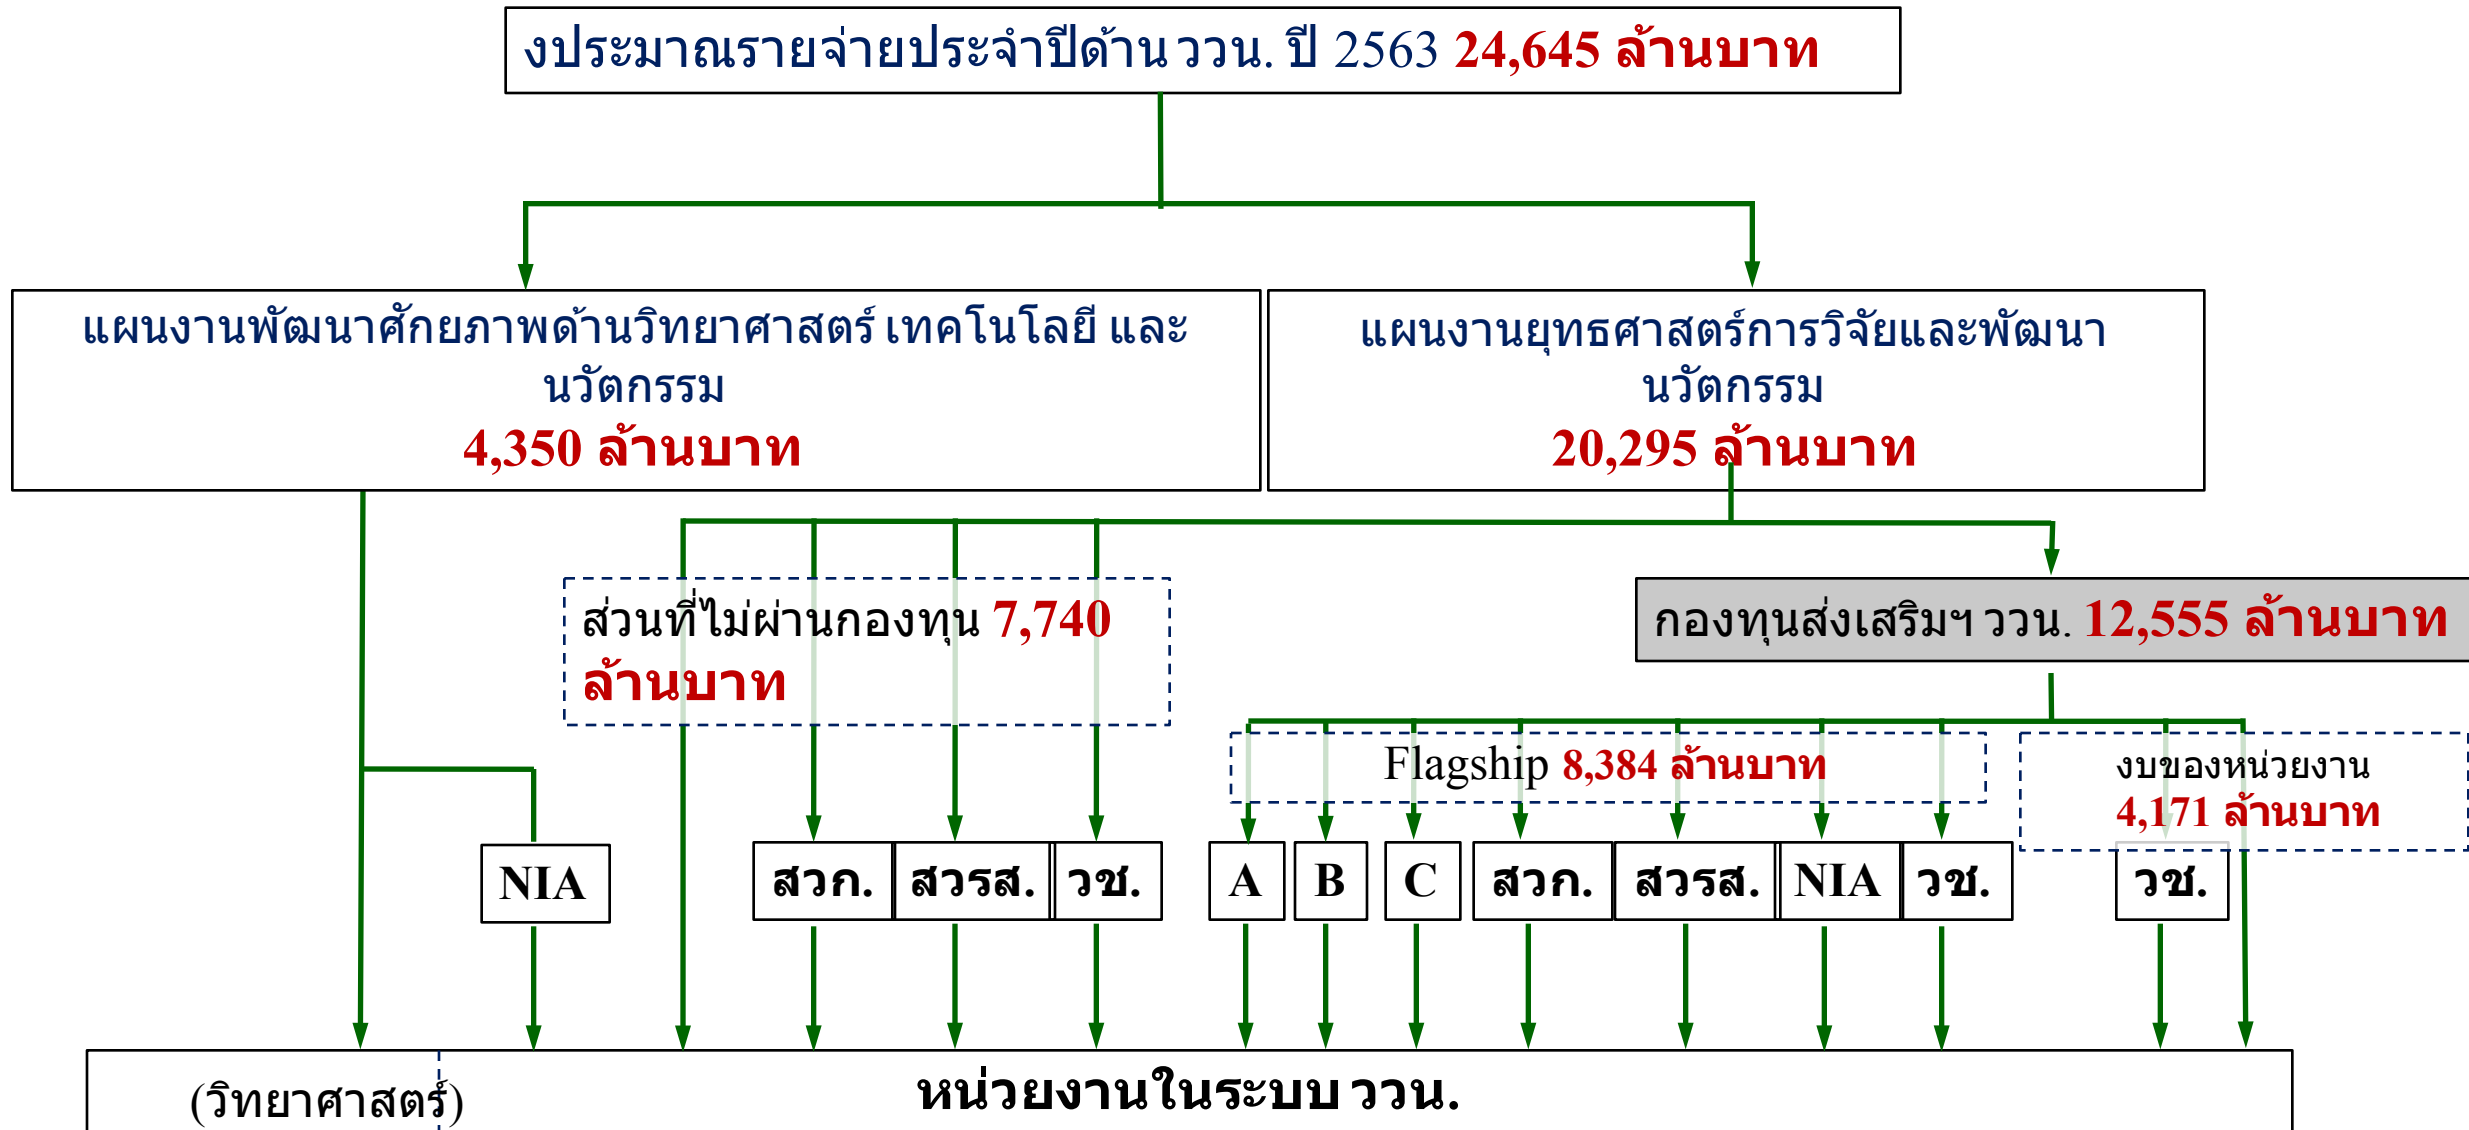 งประมาณรายจ่ายประจำปีด้าน ววน. ปี 2563 24,645 ล้านบาท
แผนงานพัฒนาศักยภาพด้านวิทยาศาสตร์ เทคโนโลยี และ
นวัตกรรม
4,350 ล้านบาท
แผนงานยุทธศาสตร์การวิจัยและพัฒนา
นวัตกรรม
20,295 ล้านบาท
ส่วนที่ไม่ผ่านกองทุน 7,740
ล้านบาท
กองทุนส่งเสริมฯ ววน. 12,555 ล้านบาท
Flagship 8,384 ล้านบาท
งบของหน่วยงาน
4,171 ล้านบาท
NIA
สวก.
สวรส.
วช.
A
B
C
สวก.
สวรส.
NIA
วช.
วช.
(วิทยาศาสตร์)
หน่วยงานในระบบ ววน.